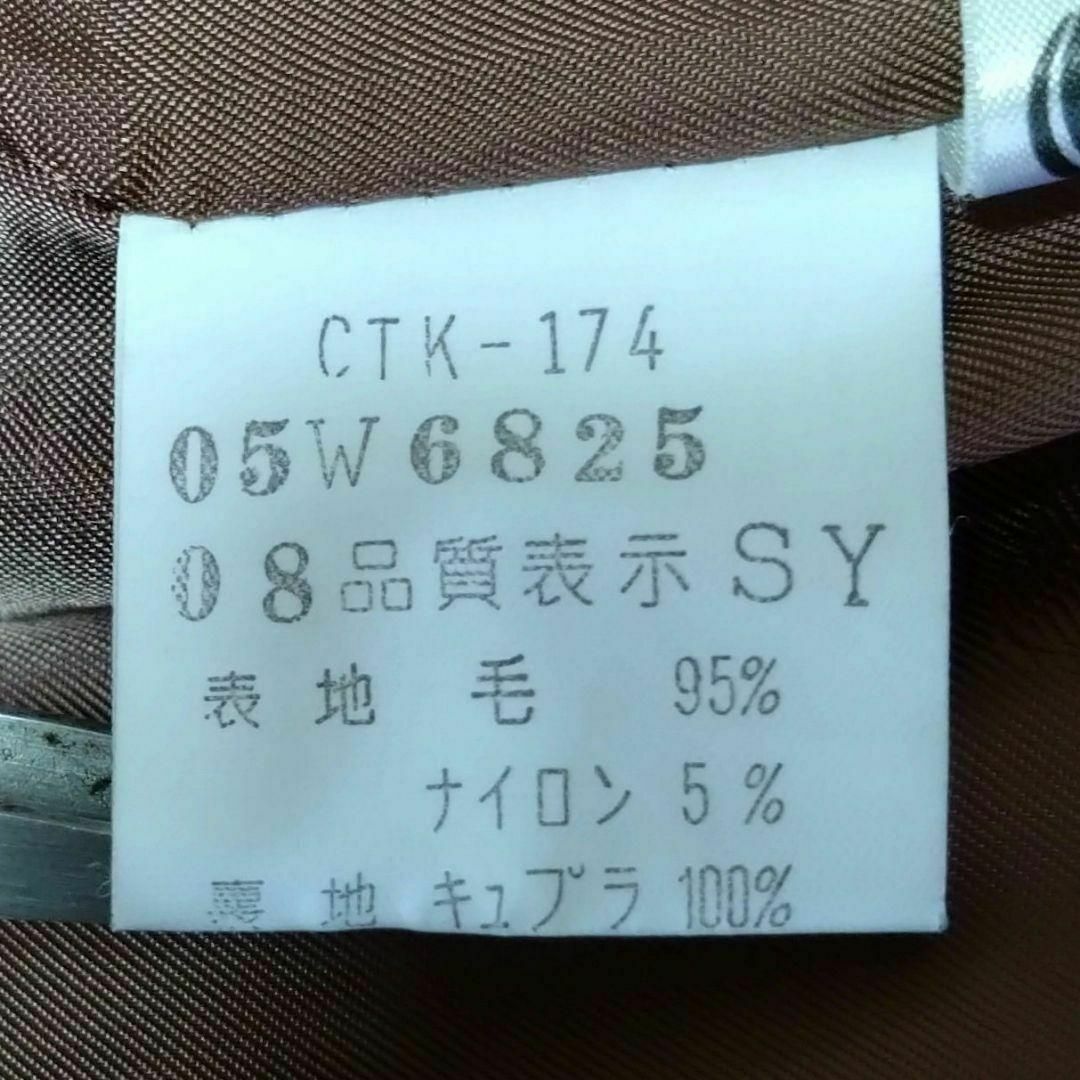 CTK-174
05W6825
08品質表示SY
表地 毛 95%
ナイロン 5%
裏地 キュプラ 100%